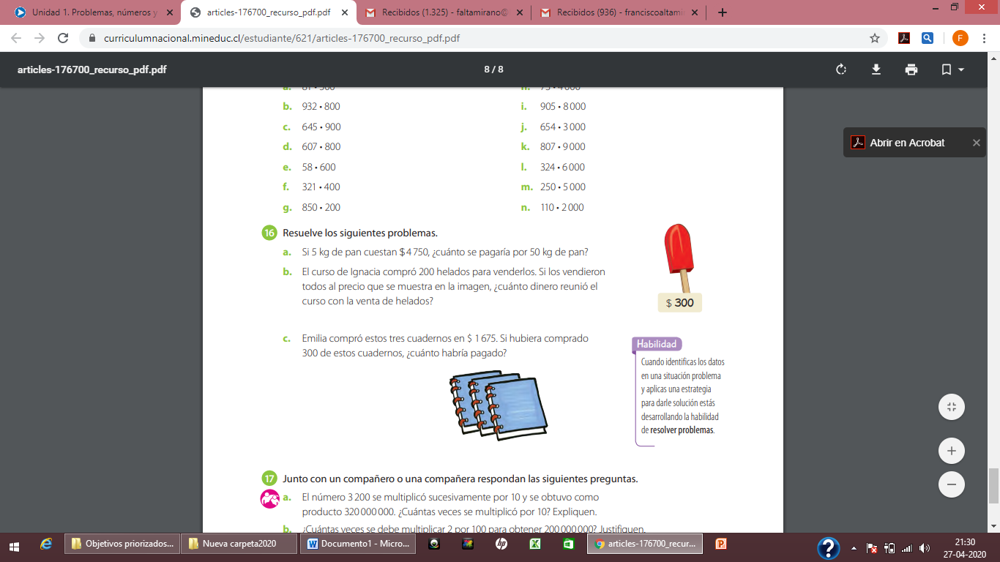 Unidad 1. Problemas, números y
articles-176700_recurso_pdf.pdf
Recibidos (1.325) - faltamirano@
Recibidos (936) - franciscoaltami
curriculumnacional.mineduc.cl/estudiante/621/articles-176700_recurso_pdf.pdf
F
articles-176700_recurso_pdf.pdf
8 / 8
Abrir en Acrobat
b. 932 • 800
c. 645 • 900
d. 607 • 800
e. 58 • 600
f. 321 • 400
g. 850 • 200
i. 905 • 8 000
j. 654 • 3 000
k. 807 • 9 000
l. 324 • 6 000
m. 250 • 5 000
n. 110 • 2 000
16 Resuelve los siguientes problemas.
a. Si 5 kg de pan cuestan $ 4 750, ¿cuánto se pagaría por 50 kg de pan?
b. El curso de Ignacia compró 200 helados para venderlos. Si los vendieron
todos al precio que se muestra en la imagen, ¿cuánto dinero reunió el
curso con la venta de helados?
$ 300
c. Emilia compró estos tres cuadernos en $ 1 675. Si hubiera comprado
300 de estos cuadernos, ¿cuánto habría pagado?
Habilidad
Cuando identificas los datos
en una situación problema
y aplicas una estrategia
para darle solución estás
desarrollando la habilidad
de resolver problemas.
17 Junto con un compañero o una compañera respondan las siguientes preguntas.
a. El número 3 200 se multiplicó sucesivamente por 10 y se obtuvo como
producto 320 000 000. ¿Cuántas veces se multiplicó por 10? Expliquen.
b. ¿Cuántas veces se debe multiplicar 2 por 100 para obtener 200 000 000? Justifiquen.
Objetivos priorizados...
Nueva carpeta2020
Documento1 - Micro...
articles-176700_recur...
21:30
27-04-2020